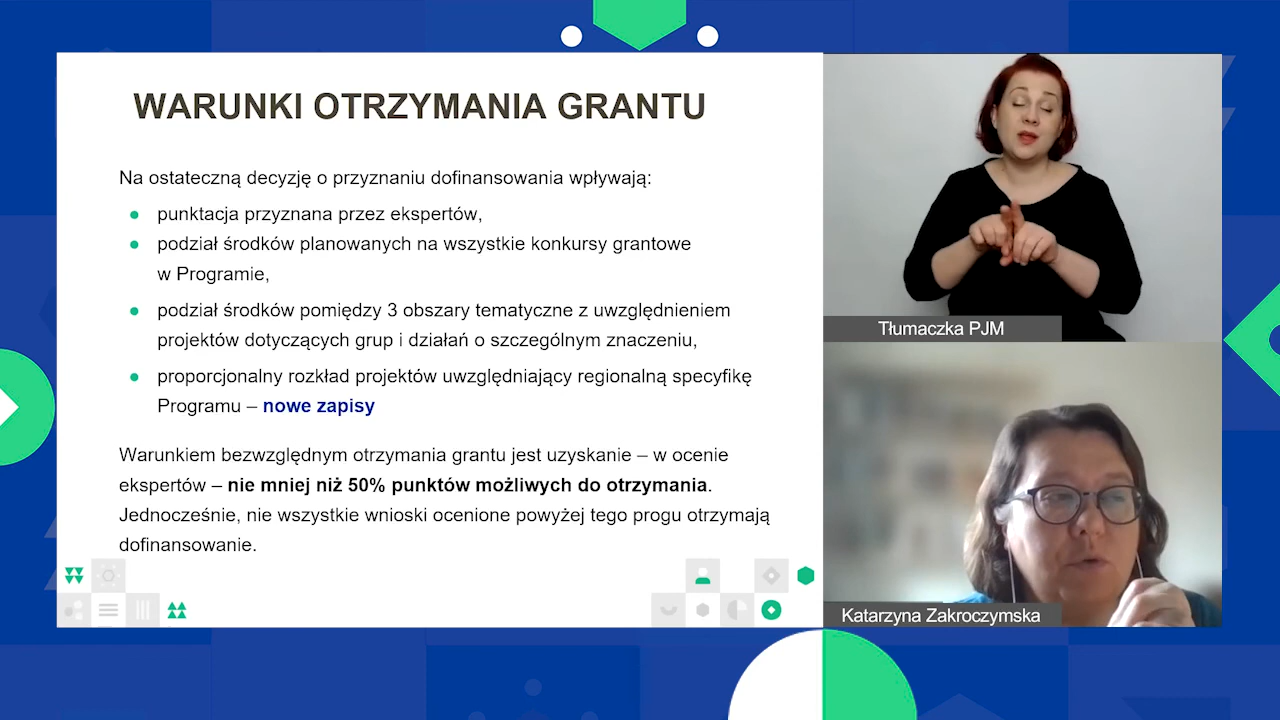 WARUNKI OTRZYMANIA GRANTU
Na ostateczną decyzję o przyznaniu dofinansowania wpływają:
punktacja przyznana przez ekspertów,
podział środków planowanych na wszystkie konkursy grantowe
w Programie,
podział środków pomiędzy 3 obszary tematyczne z uwzględnieniem
projektów dotyczących grup i działań o szczególnym znaczeniu,
proporcjonalny rozkład projektów uwzględniający regionalną specyfikę
Programu – nowe zapisy
Warunkiem bezwzględnym otrzymania grantu jest uzyskanie – w ocenie
ekspertów – nie mniej niż 50% punktów możliwych do otrzymania.
Jednocześnie, nie wszystkie wnioski ocenione powyżej tego progu otrzymają
dofinansowanie.
Tłumaczka PJM
Katarzyna Zakroczymska